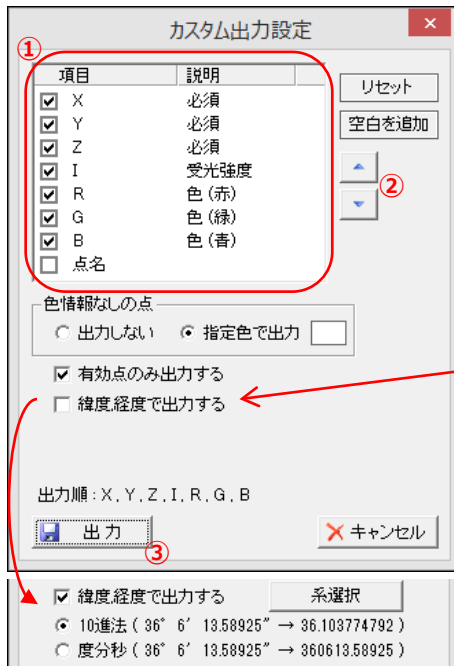 カスタム出力設定
①
項目 説明
X 必須
Y 必須
Z 必須
I 受光強度
R 色(赤)
G 色(緑)
B 色(青)
点名
リセット
空白を追加
②
色情報なしの点
出力しない 指定色で出力
有効点のみ出力する
緯度,経度で出力する
出力順:X,Y,Z,I,R,G,B
出力 キャンセル
③
緯度,経度で出力する 系選択
10進法(36° 6′ 13.58925″ → 36.103774792)
度分秒(36° 6′ 13.58925″ → 360613.58925)